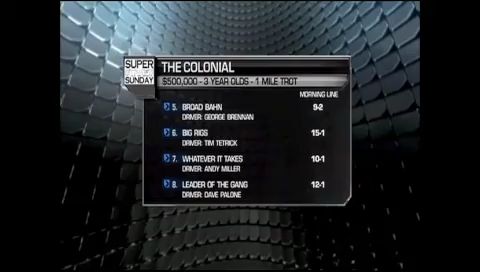 SUPER
SUNDAY
THE COLONIAL
$500,000 - 3 YEAR OLDS - 1 MILE TROT
MORNING LINE
5. BROAD BAHN 9-2
DRIVER: GEORGE BRENNAN
6. BIG RIGS 15-1
DRIVER: TIM TETRICK
7. WHATEVER IT TAKES 10-1
DRIVER: ANDY MILLER
8. LEADER OF THE GANG 12-1
DRIVER: DAVE PALONE